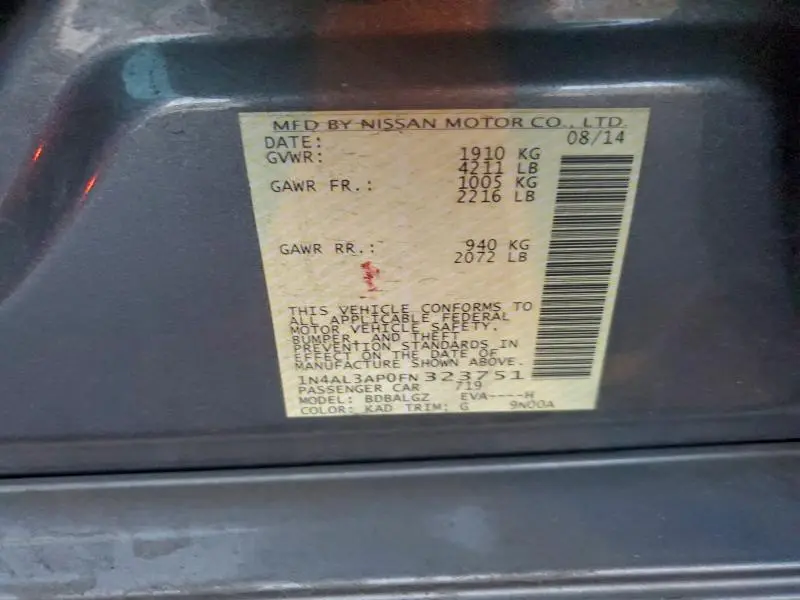 MFD BY NISSAN MOTOR CO., LTD.
DATE: 08/14
GVWR: 1910 KG
4211 LB
GAWR FR.: 1005 KG
2216 LB
GAWR RR.: 940 KG
2072 LB
THIS VEHICLE CONFORMS TO
ALL APPLICABLE FEDERAL
MOTOR VEHICLE SAFETY,
BUMPER, AND THEFT
PREVENTION STANDARDS IN
EFFECT ON THE DATE OF
MANUFACTURE SHOWN ABOVE.
1N4AL3AP0FN323751
PASSENGER CAR 719
MODEL: BDBALGZ EVA----H
COLOR: KAD TRIM: G 9N00A